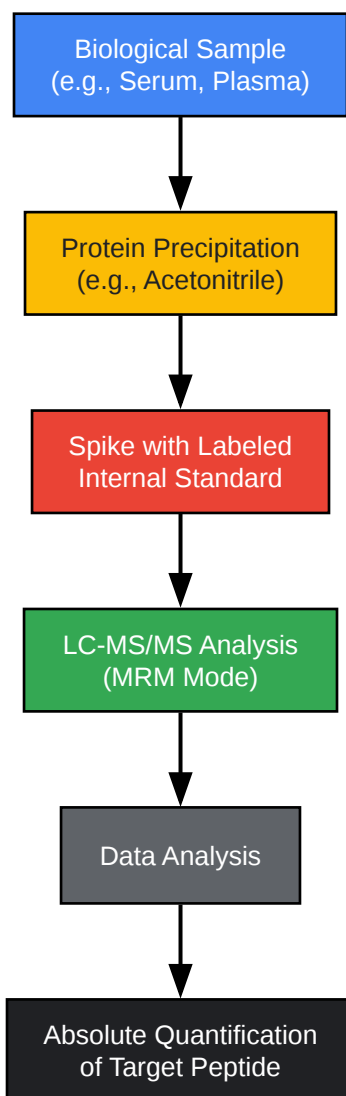 Biological Sample
(e.g., Serum, Plasma)
Protein Precipitation
(e.g., Acetonitrile)
Spike with Labeled
Internal Standard
LC-MS/MS Analysis
(MRM Mode)
Data Analysis
Absolute Quantification
of Target Peptide